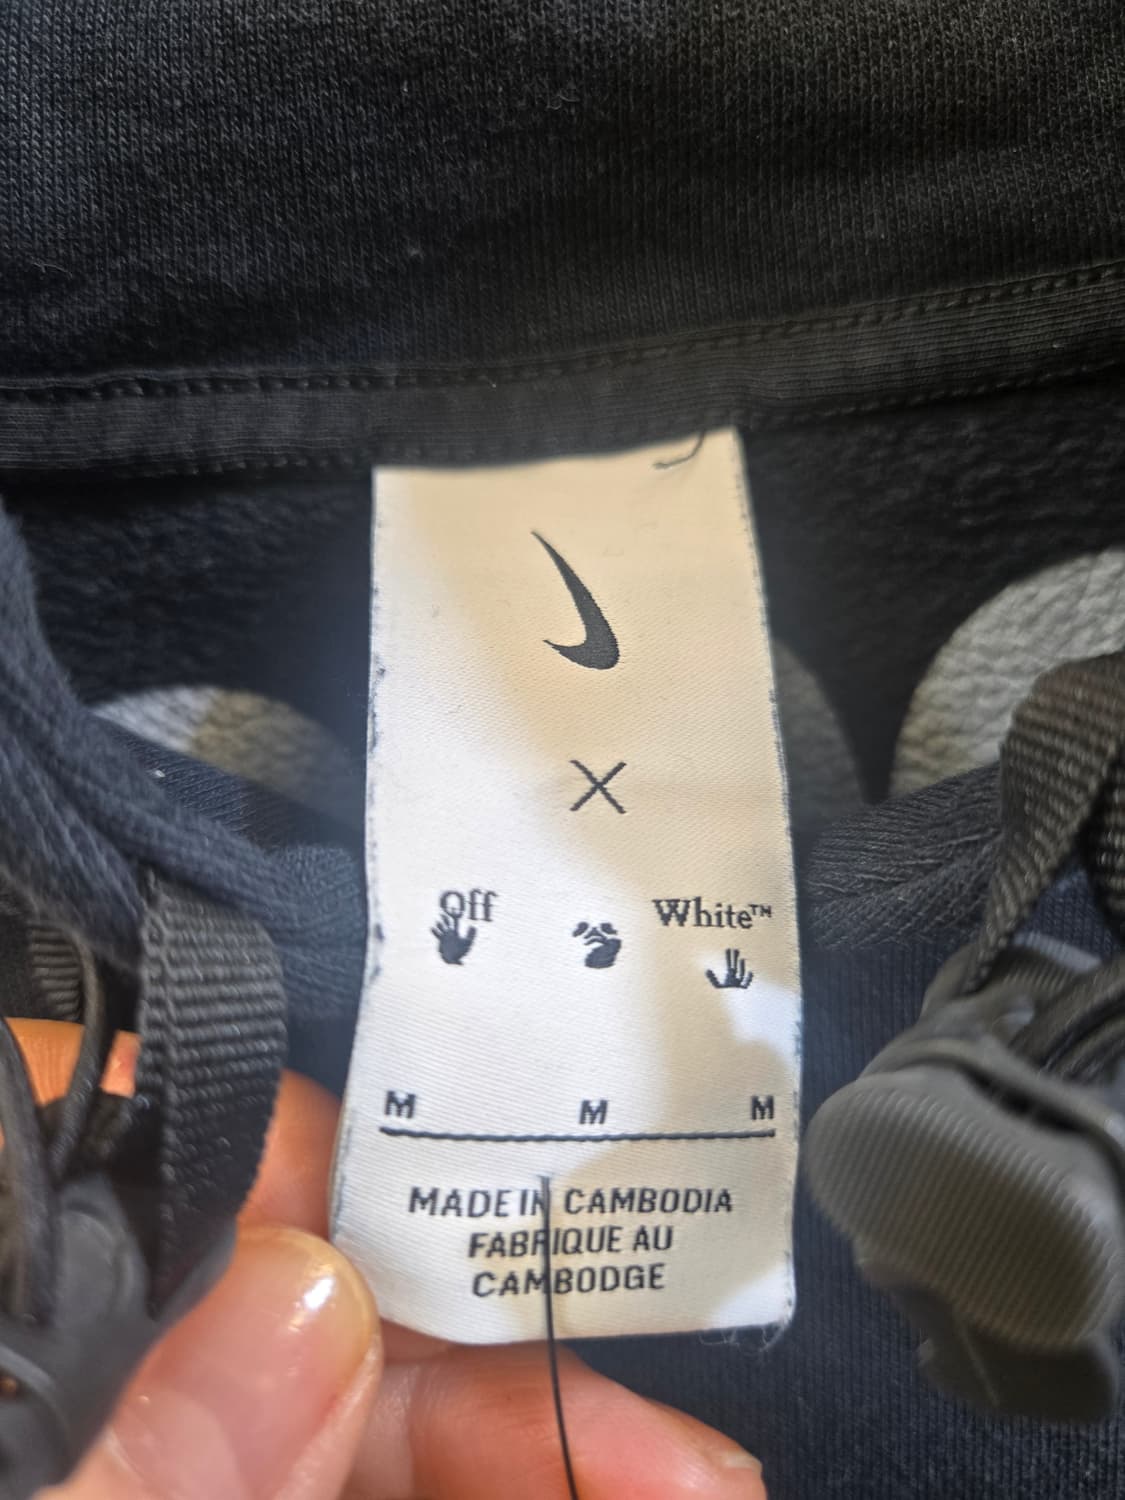 X
Off White™
M M M
MADE IN CAMBODIA
FABRIQUE AU
CAMBODGE